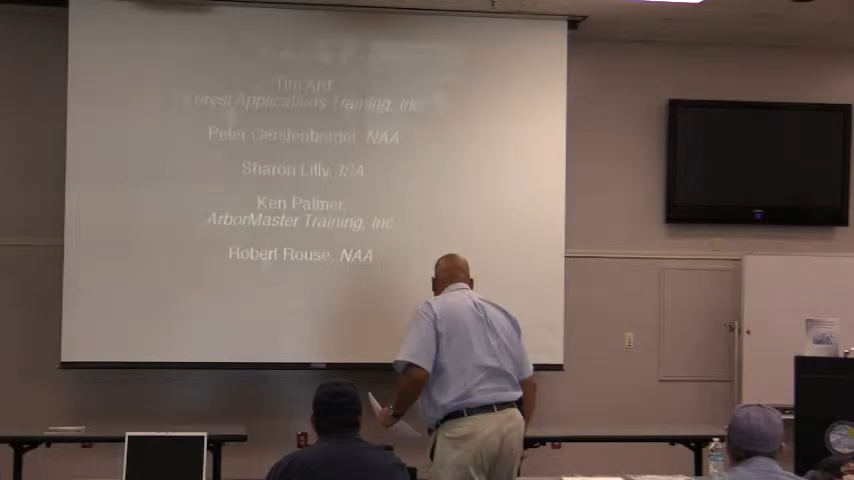 Tim Ard
Forest Applications Training, Inc.
Peter Gerstenberger, NAA
Sharon Lilly, ISA
Ken Palmer,
ArborMaster Training, Inc.
Robert Rouse, NAA